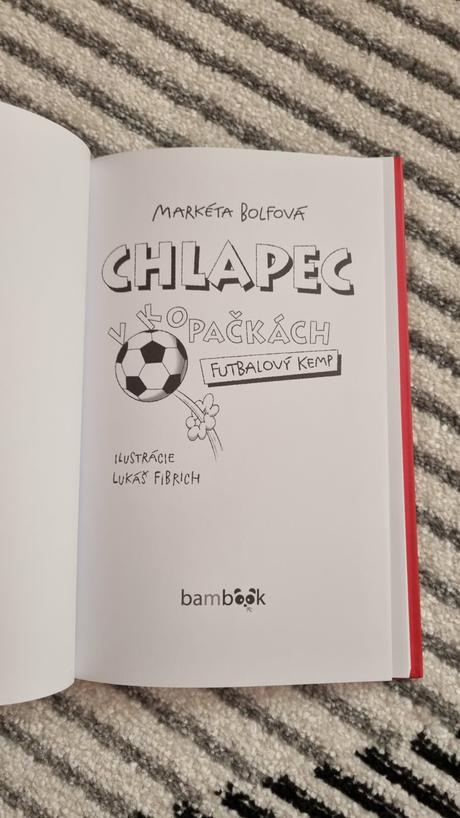 MARKÉTA BOLFOVÁ
CHLAPEC
V KOPAČKÁCH
FUTBALOVÝ KEMP
ILUSTRÁCIE
LUKÁŠ FIBRICH
bambook